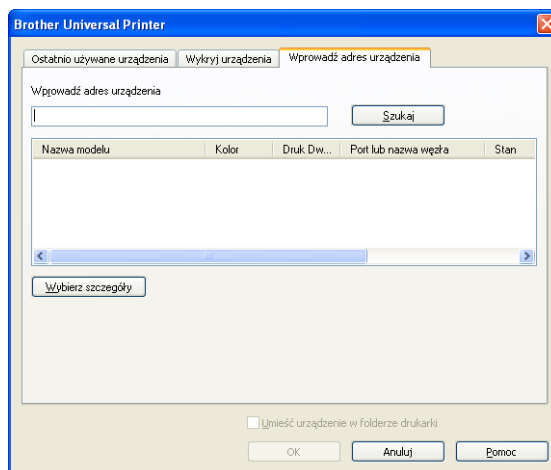 Brother Universal Printer
Ostatnio używane urządzenia Wykryj urządzenia Wprowadź adres urządzenia
Wprowadź adres urządzenia
Szukaj
Nazwa modelu Kolor Druk Dw... Port lub nazwa węzła Stan
Wybierz szczegóły
Umieść urządzenie w folderze drukarki
OK Anuluj Pomoc